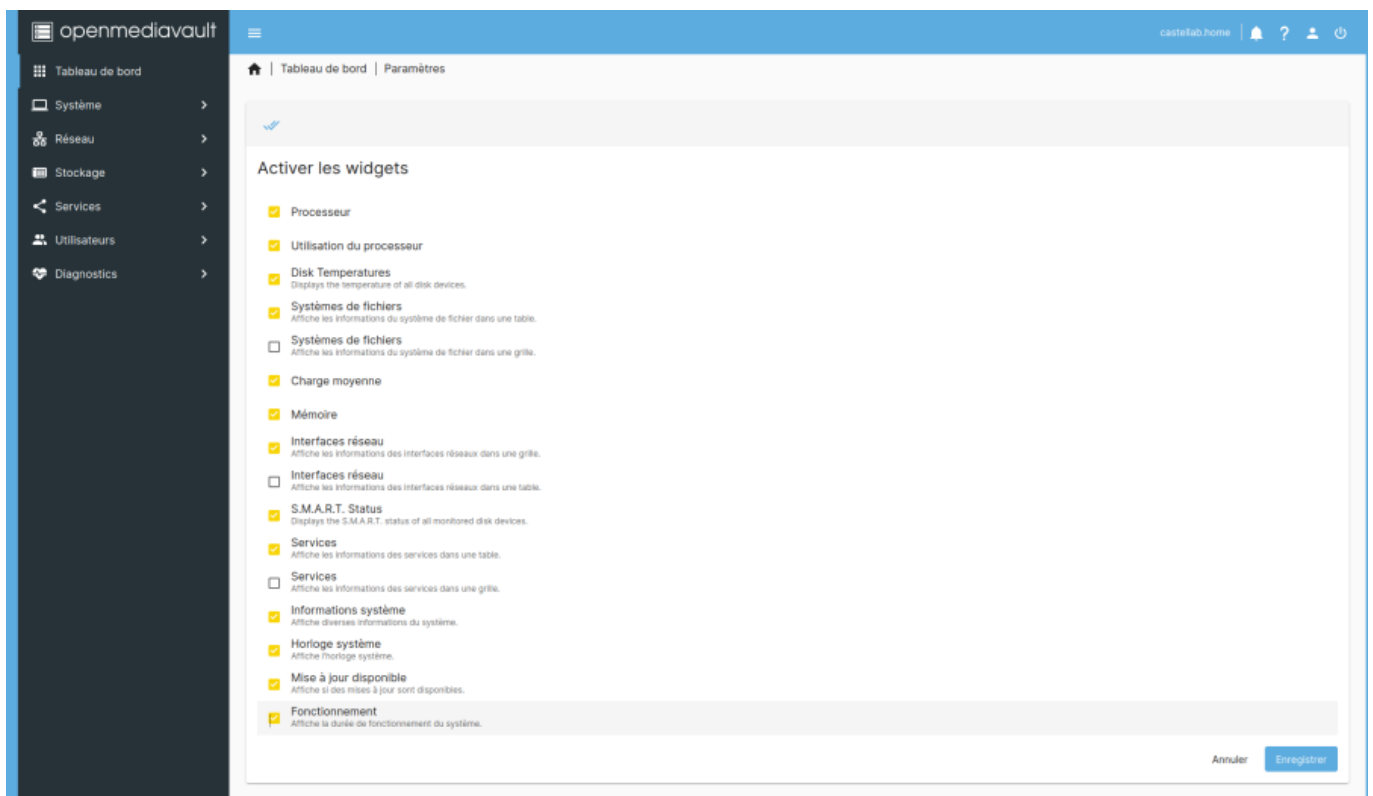 openmediavault
castellab.home
Tableau de bord
Système
Réseau
Stockage
Services
Utilisateurs
Diagnostics
Tableau de bord | Paramètres
Activer les widgets
Processeur
Utilisation du processeur
Disk Temperatures
Displays the temperature of all disk devices.
Systèmes de fichiers
Affiche les informations du système de fichier dans une table.
Systèmes de fichiers
Affiche les informations du système de fichier dans une grille.
Charge moyenne
Mémoire
Interfaces réseau
Affiche les informations des interfaces réseaux dans une grille.
Interfaces réseau
Affiche les informations des interfaces réseaux dans une table.
S.M.A.R.T. Status
Displays the S.M.A.R.T. status of all monitored disk devices.
Services
Affiche les informations des services dans une table.
Services
Affiche les informations des services dans une grille.
Informations système
Affiche diverses informations du système.
Horloge système
Affiche l'horloge système.
Mise à jour disponible
Affiche si des mises à jour sont disponibles.
Fonctionnement
Affiche la durée de fonctionnement du système.
Annuler
Enregistrer